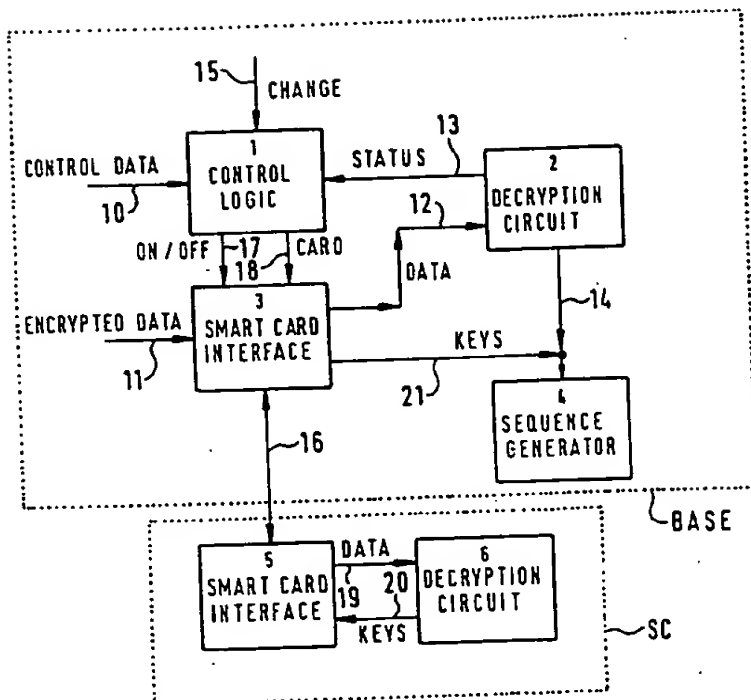 15
CHANGE
1
CONTROL
LOGIC
CONTROL DATA
10
STATUS
13
2
DECRYPTION
CIRCUIT
12
DATA
ON / OFF
17
18
CARD
3
SMART CARD
INTERFACE
ENCRYPTED DATA
11
14
KEYS
21
4
SEQUENCE
GENERATOR
16
BASE
5
SMART CARD
INTERFACE
DATA
19
20
KEYS
6
DECRYPTION
CIRCUIT
SC